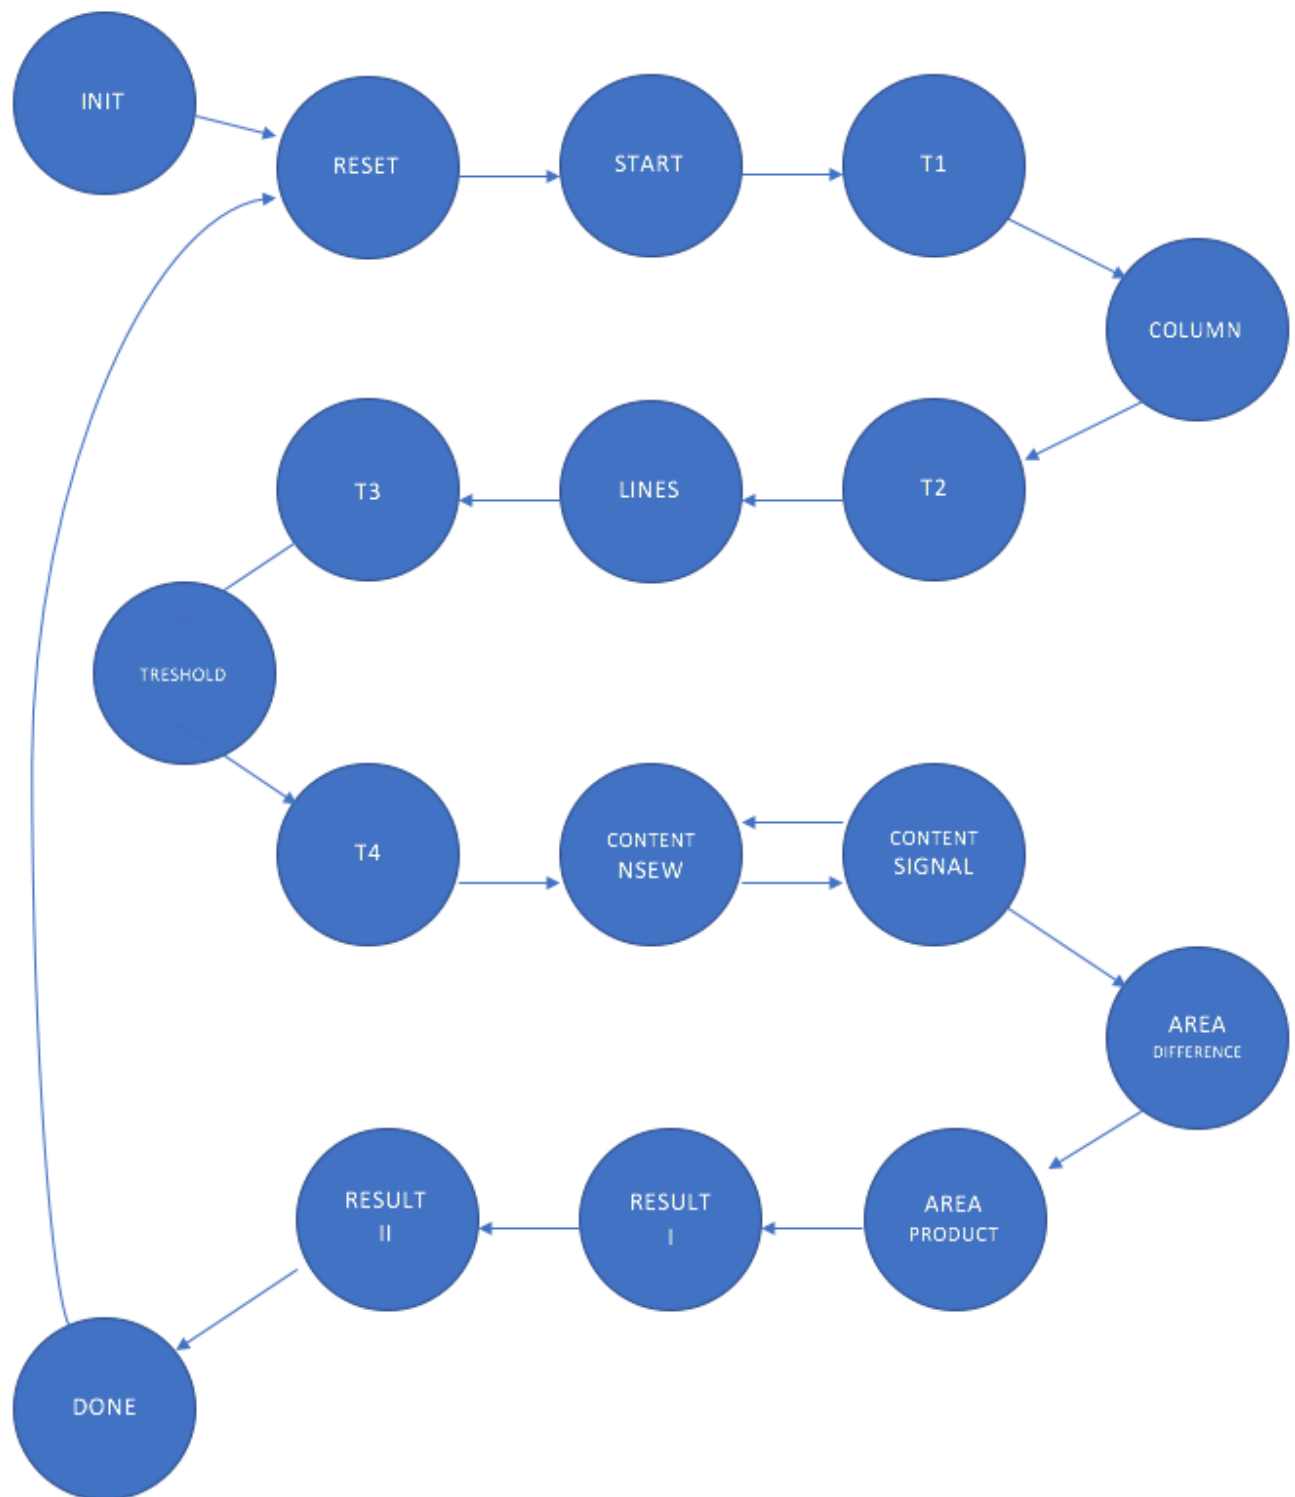 INIT
RESET
START
T1
COLUMN
T2
LINES
T3
TRESHOLD
T4
CONTENT
NSEW
CONTENT
SIGNAL
AREA
DIFFERENCE
AREA
PRODUCT
RESULT
I
RESULT
II
DONE